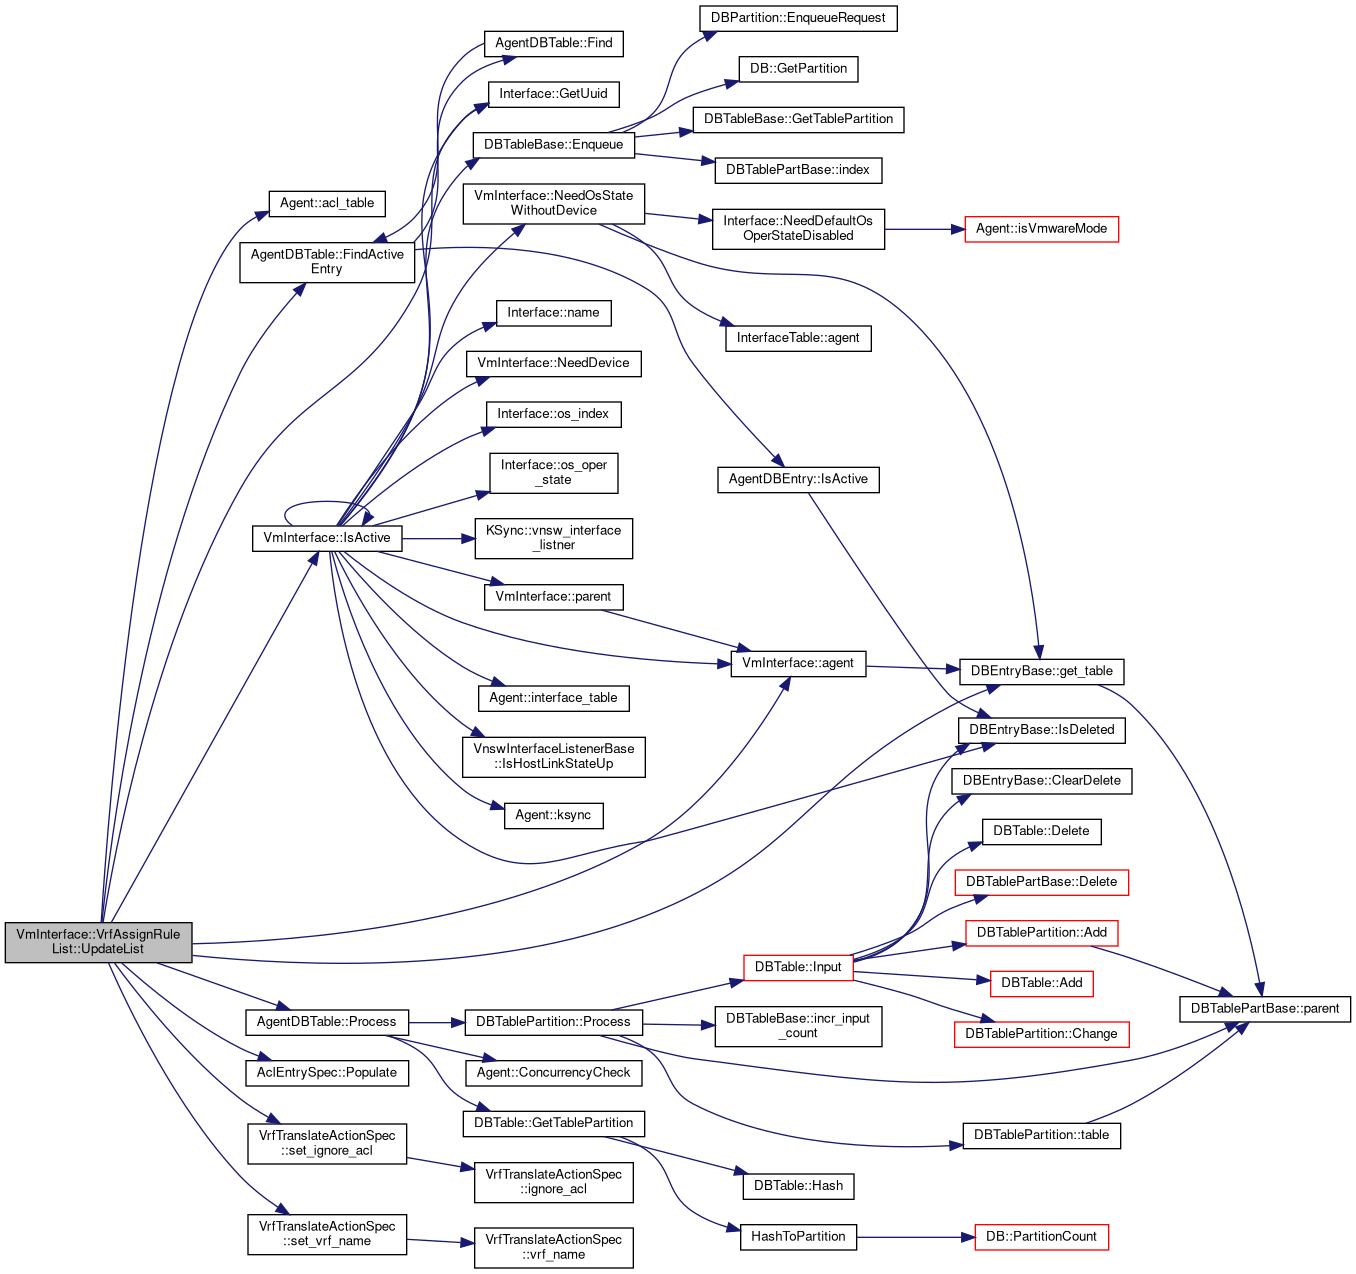 DBPartition::EnqueueRequest
AgentDBTable::Find
DB::GetPartition
Interface::GetUuid
DBTableBase::GetTablePartition
DBTableBase::Enqueue
DBTablePartBase::index
Agent::acl_table
VmInterface::NeedOsState
WithoutDevice
Interface::NeedDefaultOs
OperStateDisabled
Agent::isVmwareMode
AgentDBTable::FindActive
Entry
Interface::name
InterfaceTable::agent
VmInterface::NeedDevice
Interface::os_index
Interface::os_oper
_state
AgentDBEntry::IsActive
VmInterface::IsActive
KSync::vnsw_interface
_listner
VmInterface::parent
VmInterface::agent
DBEntryBase::get_table
Agent::interface_table
DBEntryBase::IsDeleted
VnswInterfaceListenerBase
::IsHostLinkStateUp
DBEntryBase::ClearDelete
Agent::ksync
DBTable::Delete
DBTablePartBase::Delete
VmInterface::VrfAssignRule
List::UpdateList
DBTablePartition::Add
DBTable::Input
DBTable::Add
DBTablePartBase::parent
AgentDBTable::Process
DBTablePartition::Process
DBTableBase::incr_input
_count
DBTablePartition::Change
AclEntrySpec::Populate
Agent::ConcurrencyCheck
DBTable::GetTablePartition
DBTablePartition::table
VrfTranslateActionSpec
::set_ignore_acl
VrfTranslateActionSpec
::ignore_acl
DBTable::Hash
VrfTranslateActionSpec
::set_vrf_name
VrfTranslateActionSpec
::vrf_name
HashToPartition
DB::PartitionCount